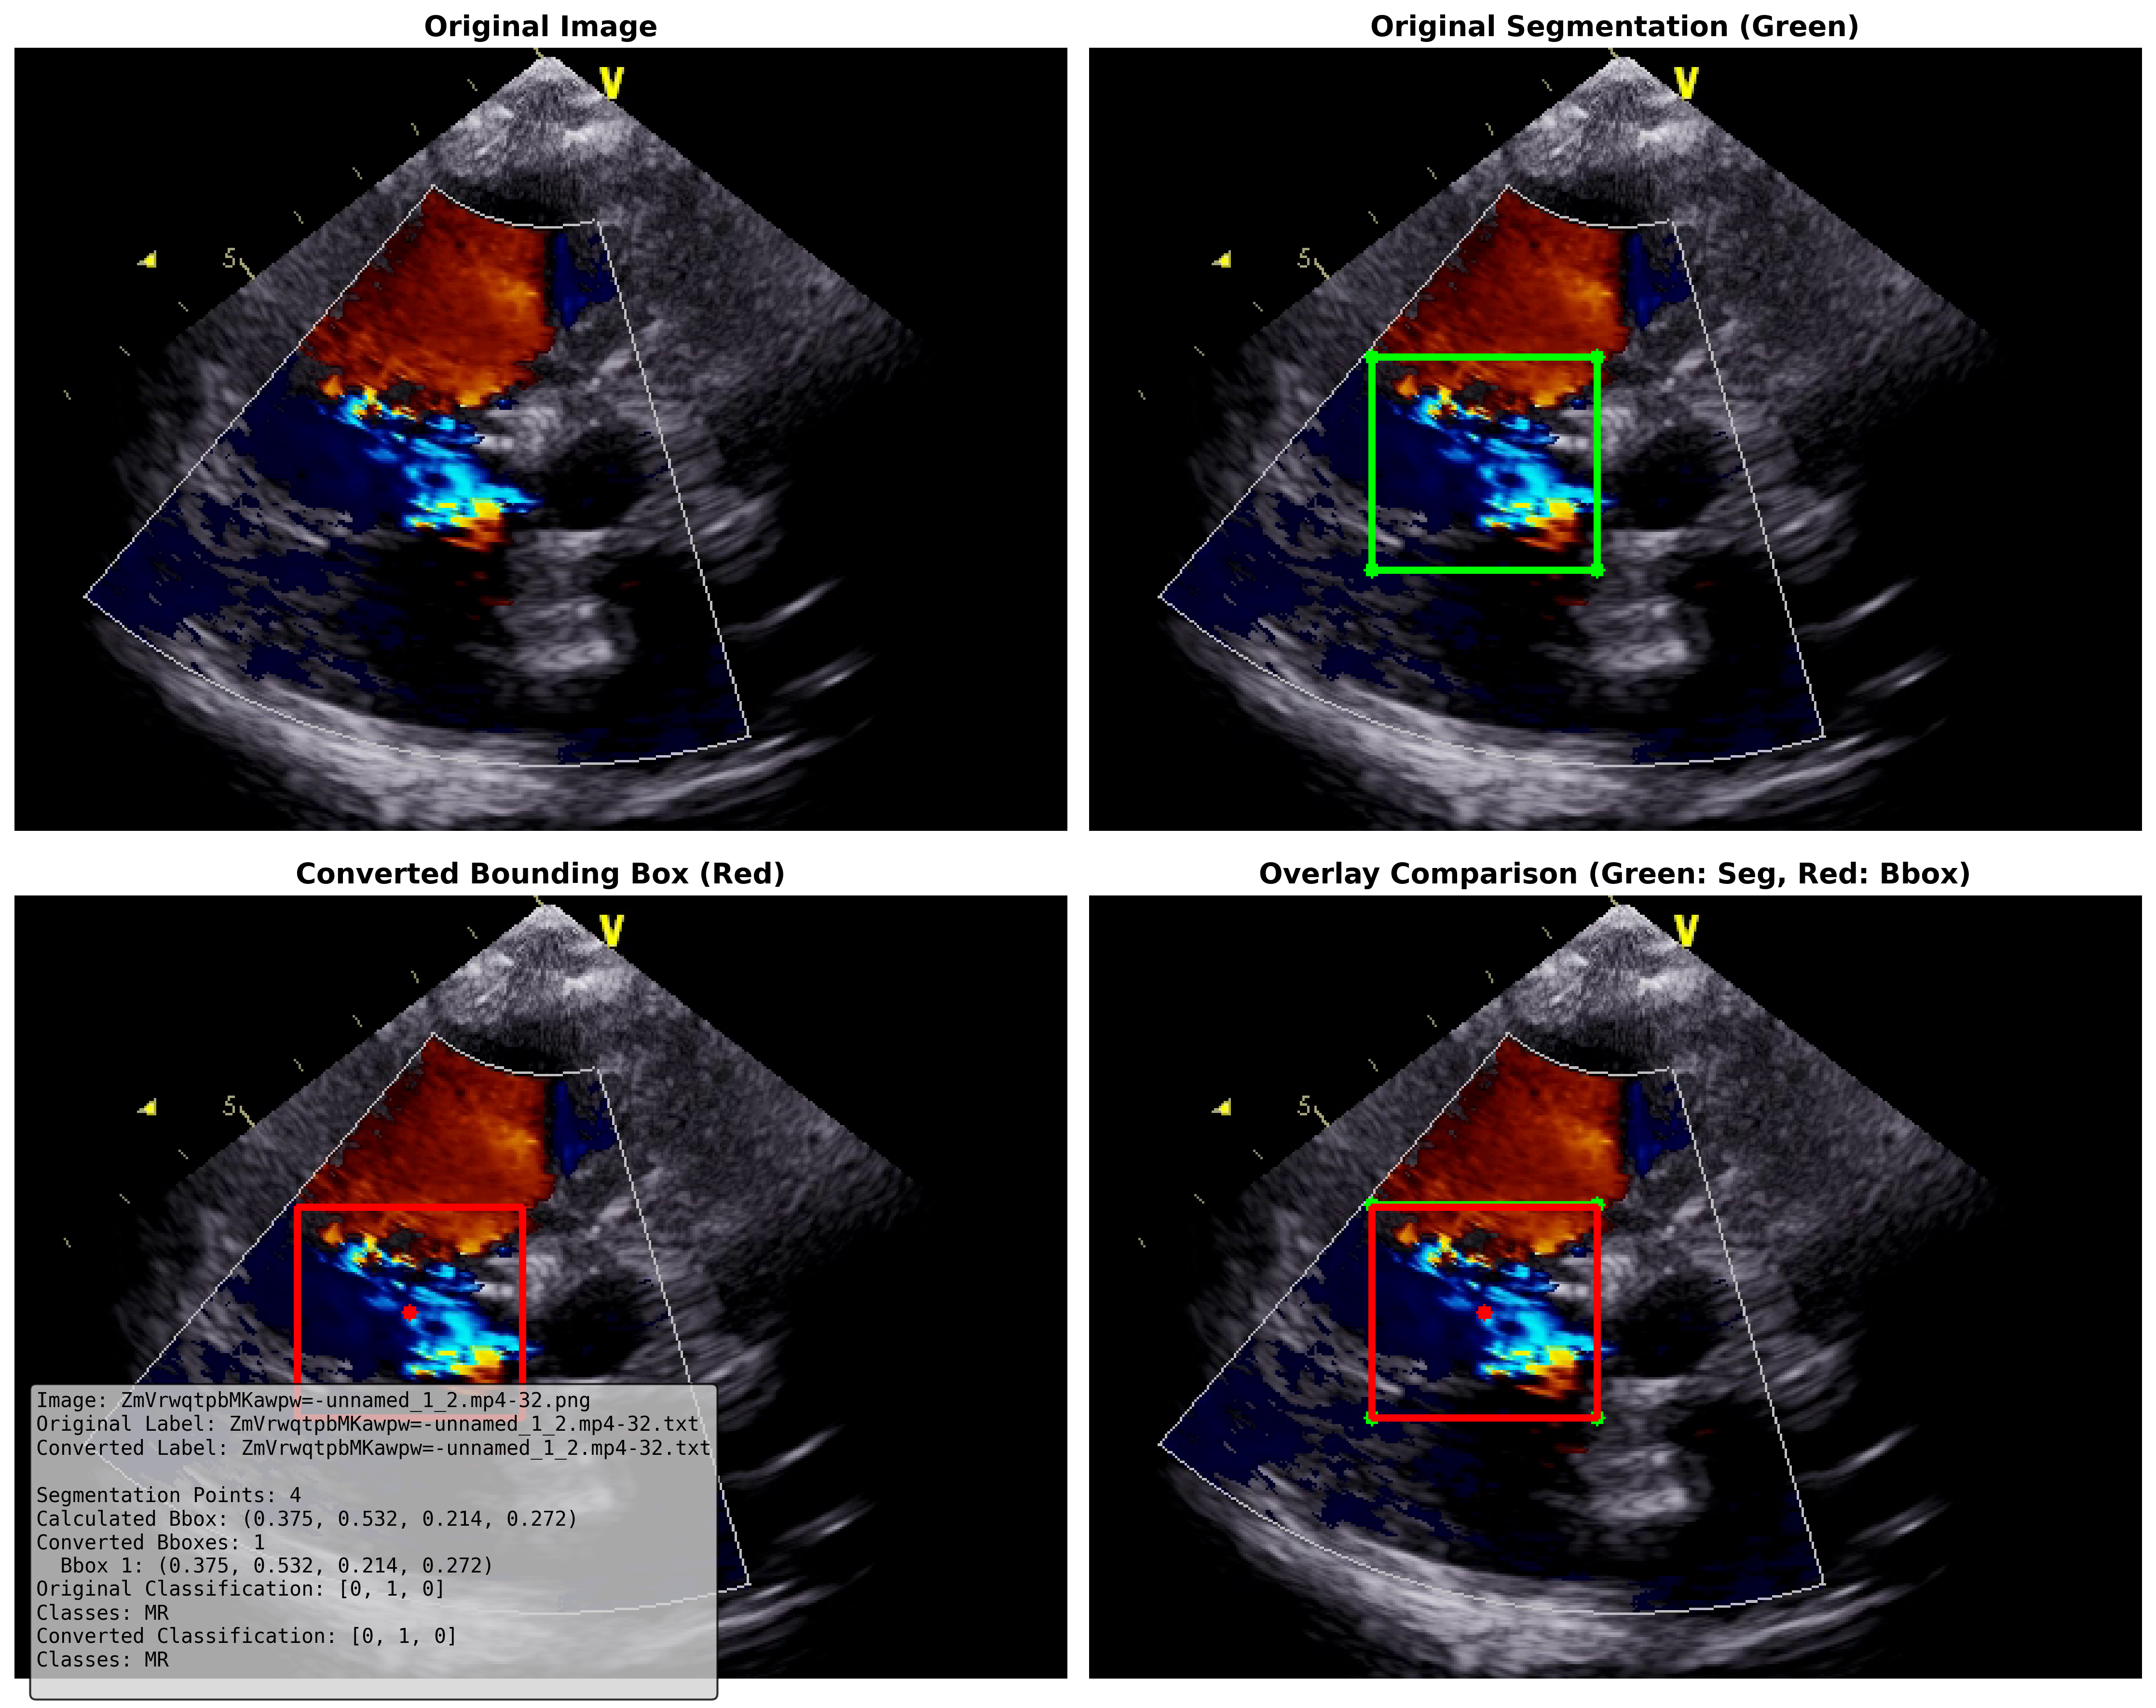 Original Image
Original Segmentation (Green)
V
5
V
5
Converted Bounding Box (Red)
Overlay Comparison (Green: Seg, Red: Bbox)
V
5
V
5
Image: ZmVrwqtpbMKawpw=-unnamed_1_2.mp4-32.png
Original Label: ZmVrwqtpbMKawpw=-unnamed_1_2.mp4-32.txt
Converted Label: ZmVrwqtpbMKawpw=-unnamed_1_2.mp4-32.txt
Segmentation Points: 4
Calculated Bbox: (0.375, 0.532, 0.214, 0.272)
Converted Bboxes: 1
Bbox 1: (0.375, 0.532, 0.214, 0.272)
Original Classification: [0, 1, 0]
Classes: MR
Converted Classification: [0, 1, 0]
Classes: MR